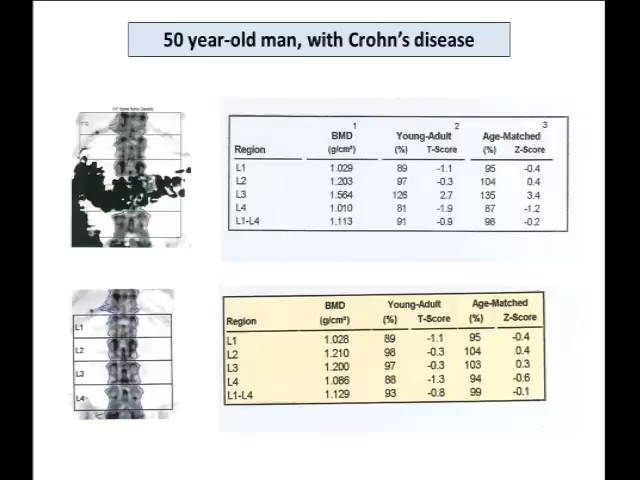 50 year-old man, with Crohn's disease
AP Spine Bone Density
1 2 3
BMD Young-Adult Age-Matched
Region (g/cm²) (%) T-Score (%) Z-Score
L1 1.029 89 -1.1 95 -0.4
L2 1.203 97 -0.3 104 0.4
L3 1.564 126 2.7 135 3.4
L4 1.010 81 -1.9 87 -1.2
L1-L4 1.113 91 -0.9 98 -0.2
BMD Young-Adult Age-Matched
Region (g/cm²) (%) T-Score (%) Z-Score
L1 1.028 89 -1.1 95 -0.4
L2 1.210 98 -0.3 104 0.4
L3 1.200 97 -0.3 103 0.3
L4 1.086 88 -1.3 94 -0.6
L1-L4 1.129 93 -0.8 99 -0.1
L1
L2
L3
L4